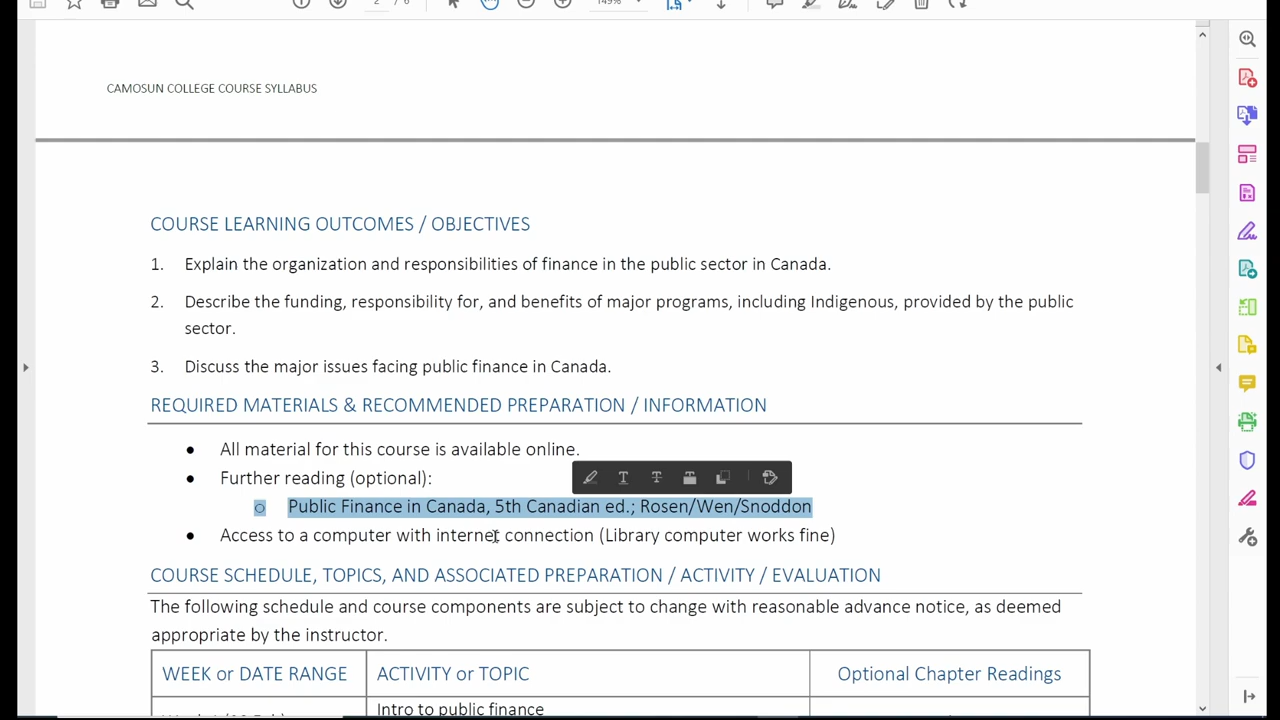 2 / 6
149%
CAMOSUN COLLEGE COURSE SYLLABUS
COURSE LEARNING OUTCOMES / OBJECTIVES
1. Explain the organization and responsibilities of finance in the public sector in Canada.
2. Describe the funding, responsibility for, and benefits of major programs, including Indigenous, provided by the public
sector.
3. Discuss the major issues facing public finance in Canada.
REQUIRED MATERIALS & RECOMMENDED PREPARATION / INFORMATION
• All material for this course is available online.
• Further reading (optional):
o Public Finance in Canada, 5th Canadian ed.; Rosen/Wen/Snoddon
• Access to a computer with internet connection (Library computer works fine)
COURSE SCHEDULE, TOPICS, AND ASSOCIATED PREPARATION / ACTIVITY / EVALUATION
The following schedule and course components are subject to change with reasonable advance notice, as deemed
appropriate by the instructor.
WEEK or DATE RANGE ACTIVITY or TOPIC Optional Chapter Readings
Intro to public finance